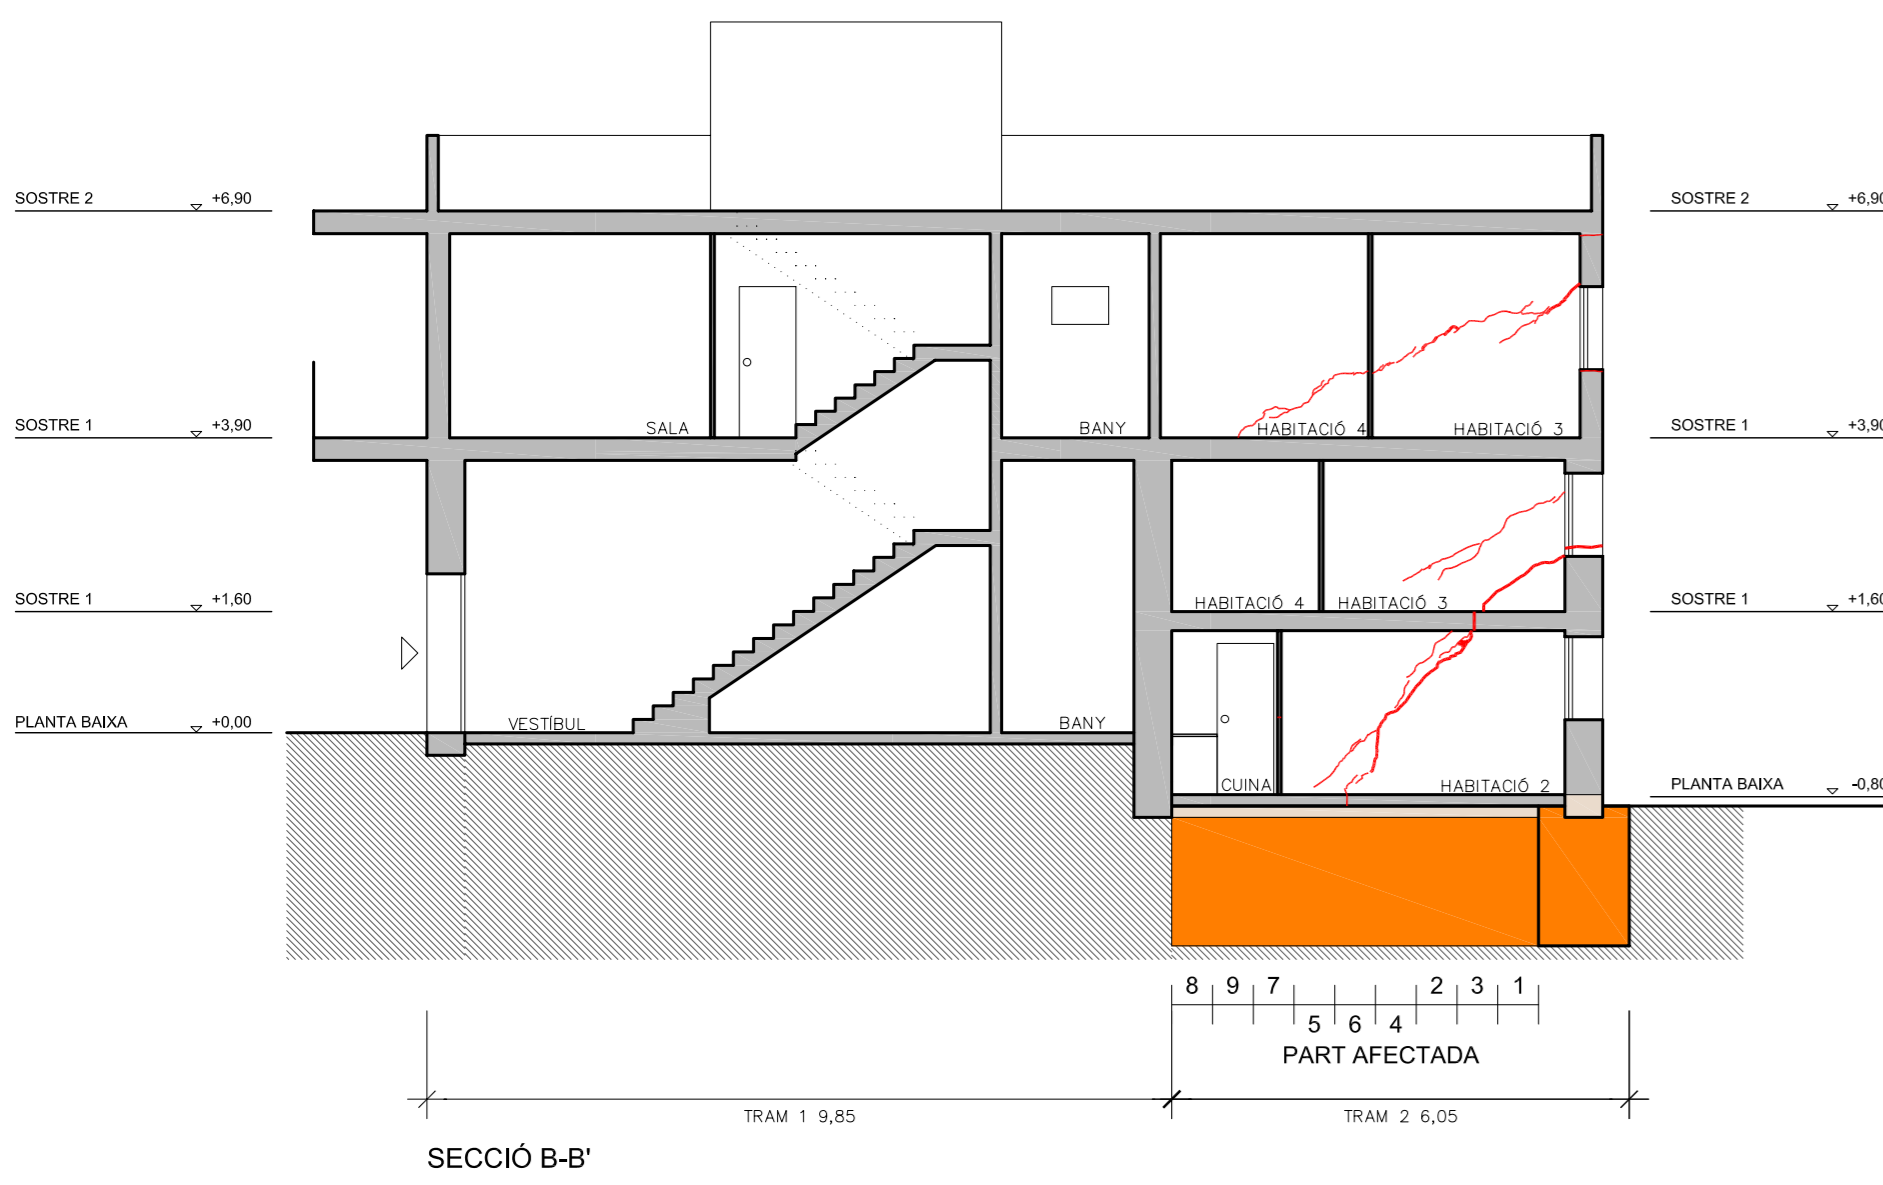 SOSTRE 2 +6,90
SOSTRE 2 +6,90
SOSTRE 1 +3,90
SALA
BANY
HABITACIÓ 4
HABITACIÓ 3
SOSTRE 1 +3,90
SOSTRE 1 +1,60
HABITACIÓ 4
HABITACIÓ 3
SOSTRE 1 +1,60
PLANTA BAIXA +0,00
VESTÍBUL
BANY
CUINA
HABITACIÓ 2
PLANTA BAIXA -0,80
8 9 7 2 3 1
5 6 4
PART AFECTADA
TRAM 1 9,85
TRAM 2 6,05
SECCIÓ B-B'